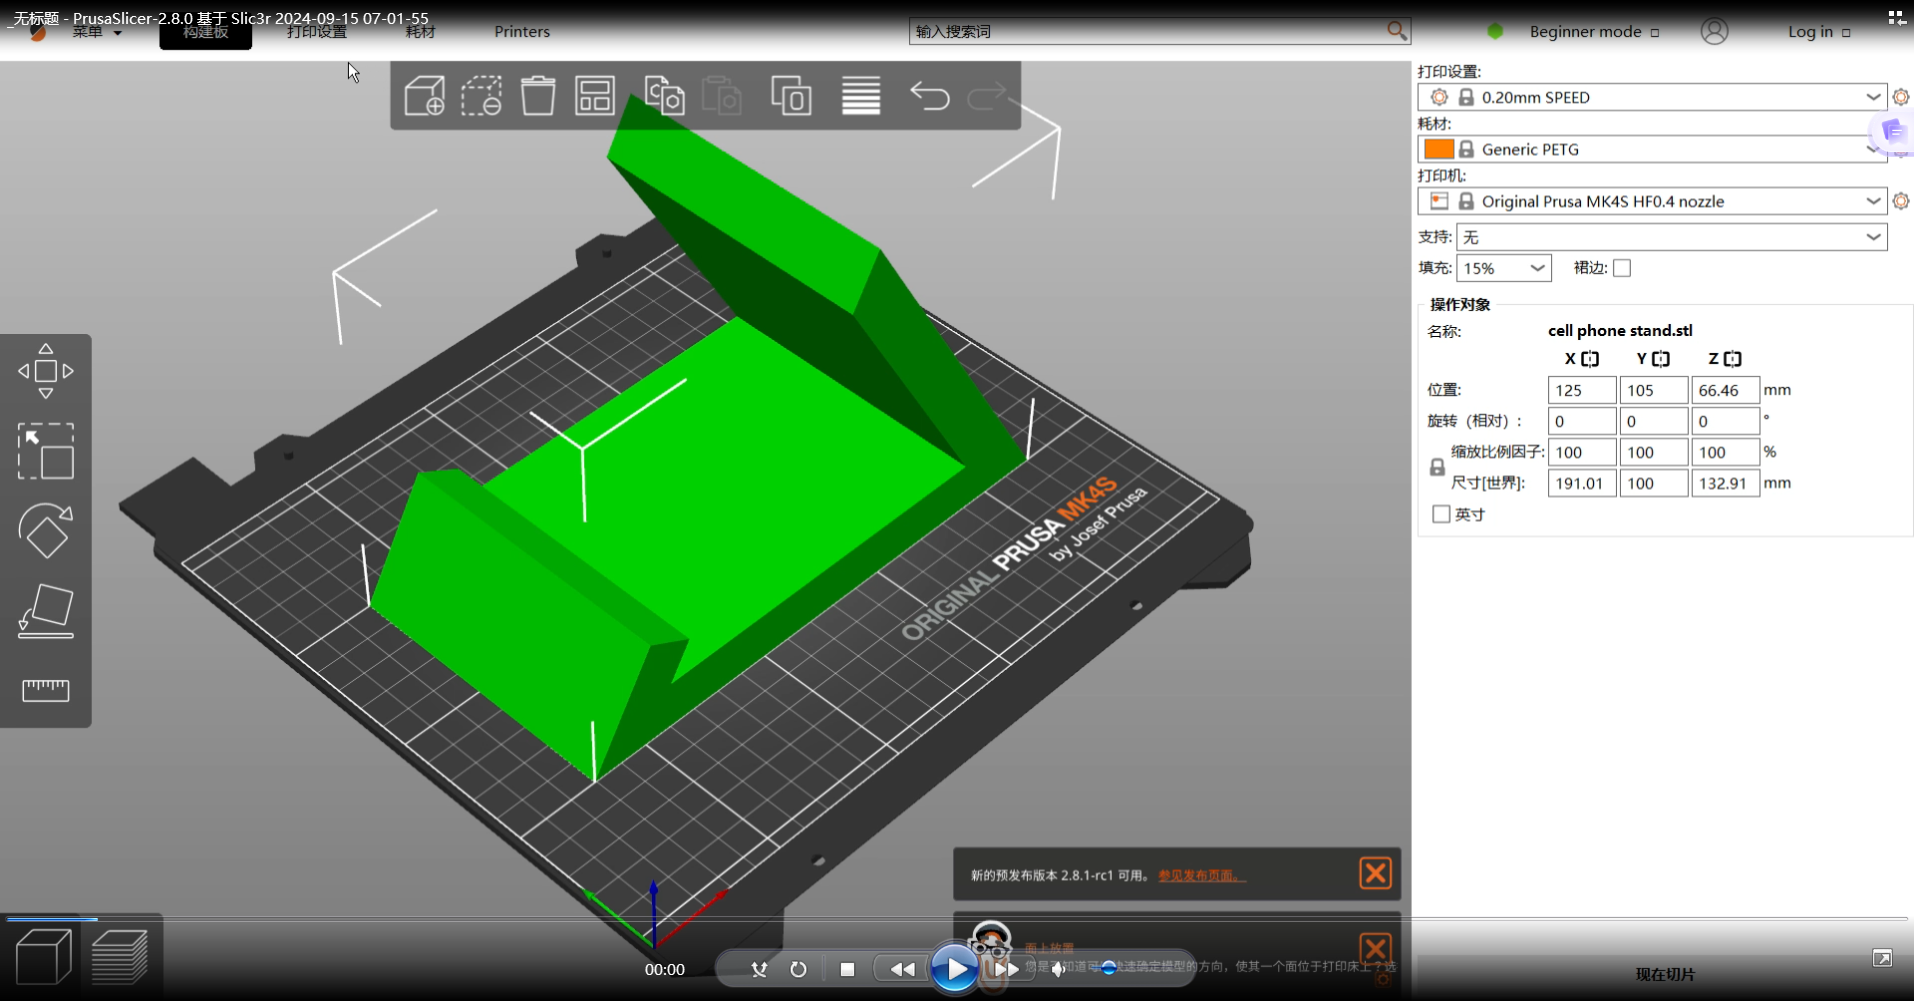 _无标题 - PrusaSlicer-2.8.0 基于 Slic3r 2024-09-15 07-01-55
菜单 构建板 打印设置 耗材 Printers 输入搜索词 Beginner mode Log in
打印设置:
0.20mm SPEED
耗材:
Generic PETG
打印机:
Original Prusa MK4S HF0.4 nozzle
支持: 无
填充: 15% 裙边:
操作对象
名称: cell phone stand.stl
X Y Z
位置: 125 105 66.46 mm
旋转（相对）: 0 0 0 °
缩放比例因子: 100 100 100 %
尺寸[世界]: 191.01 100 132.91 mm
英寸
ORIGINAL PRUSA MK4S
by Josef Prusa
新的预发布版本 2.8.1-rc1 可用。 参见发布页面。
面上放置
您是 知道可 快速确定模型的方向，使其一个面位于打印床上？选
00:00
现在切片